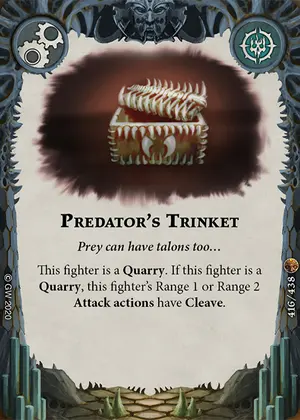 PREDATOR'S TRINKET
Prey can have talons too…
This fighter is a Quarry. If this fighter is a
Quarry, this fighter's Range 1 or Range 2
Attack actions have Cleave.
© GW 2020
416/438